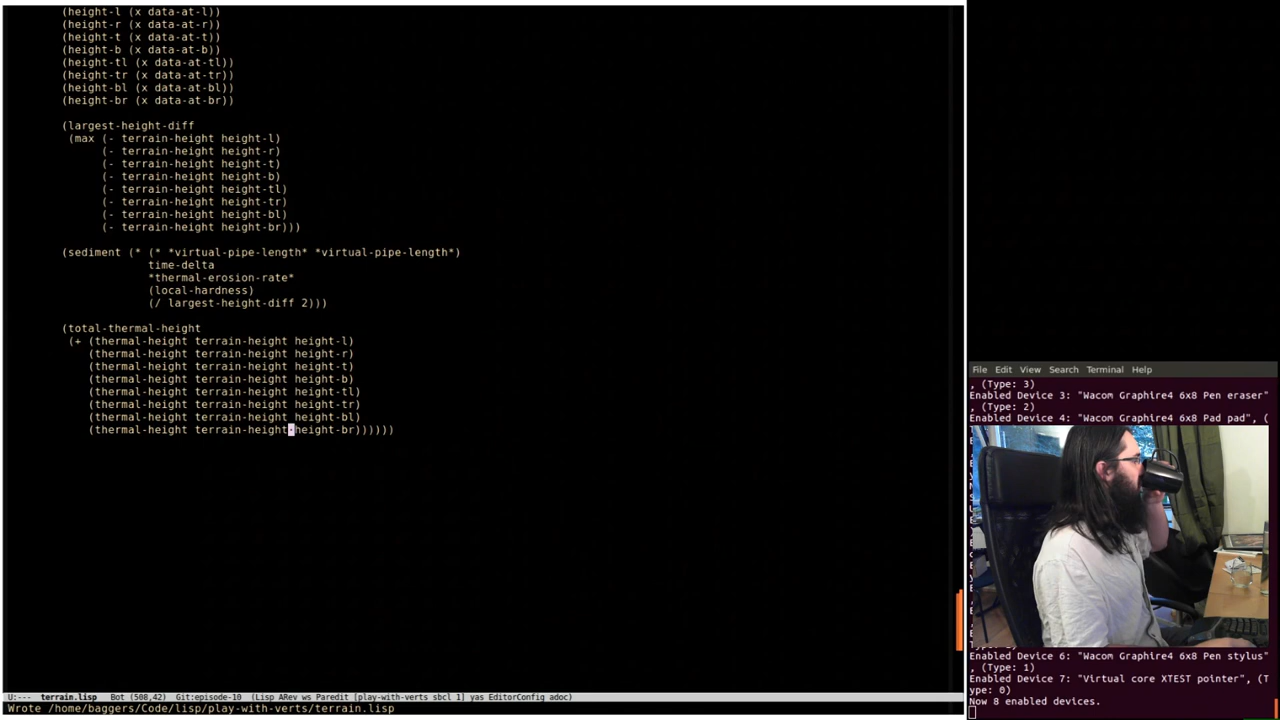 (height-l (x data-at-l))
(height-r (x data-at-r))
(height-t (x data-at-t))
(height-b (x data-at-b))
(height-tl (x data-at-tl))
(height-tr (x data-at-tr))
(height-bl (x data-at-bl))
(height-br (x data-at-br))
(largest-height-diff
(max (- terrain-height height-l)
(- terrain-height height-r)
(- terrain-height height-t)
(- terrain-height height-b)
(- terrain-height height-tl)
(- terrain-height height-tr)
(- terrain-height height-bl)
(- terrain-height height-br)))
(sediment (* (* *virtual-pipe-length* *virtual-pipe-length*)
time-delta
*thermal-erosion-rate*
(local-hardness)
(/ largest-height-diff 2)))
(total-thermal-height
(+ (thermal-height terrain-height height-l)
(thermal-height terrain-height height-r)
(thermal-height terrain-height height-t)
(thermal-height terrain-height height-b)
(thermal-height terrain-height height-tl)
(thermal-height terrain-height height-tr)
(thermal-height terrain-height height-bl)
(thermal-height terrain-height-height-br))))))
U:--- terrain.lisp Bot (508,42) Git:episode-10 (Lisp ARev ws Paredit [play-with-verts sbcl 1] yas EditorConfig adoc)
Wrote /home/baggers/Code/lisp/play-with-verts/terrain.lisp
File Edit View Search Terminal Help
, (Type: 3)
Enabled Device 3: "Wacom Graphire4 6x8 Pen eraser"
, (Type: 2)
Enabled Device 4: "Wacom Graphire4 6x8 Pad pad", (
Enabled Device 6: "Wacom Graphire4 6x8 Pen stylus"
, (Type: 1)
Enabled Device 7: "Virtual core XTEST pointer", (T
ype: 0)
Now 8 enabled devices.